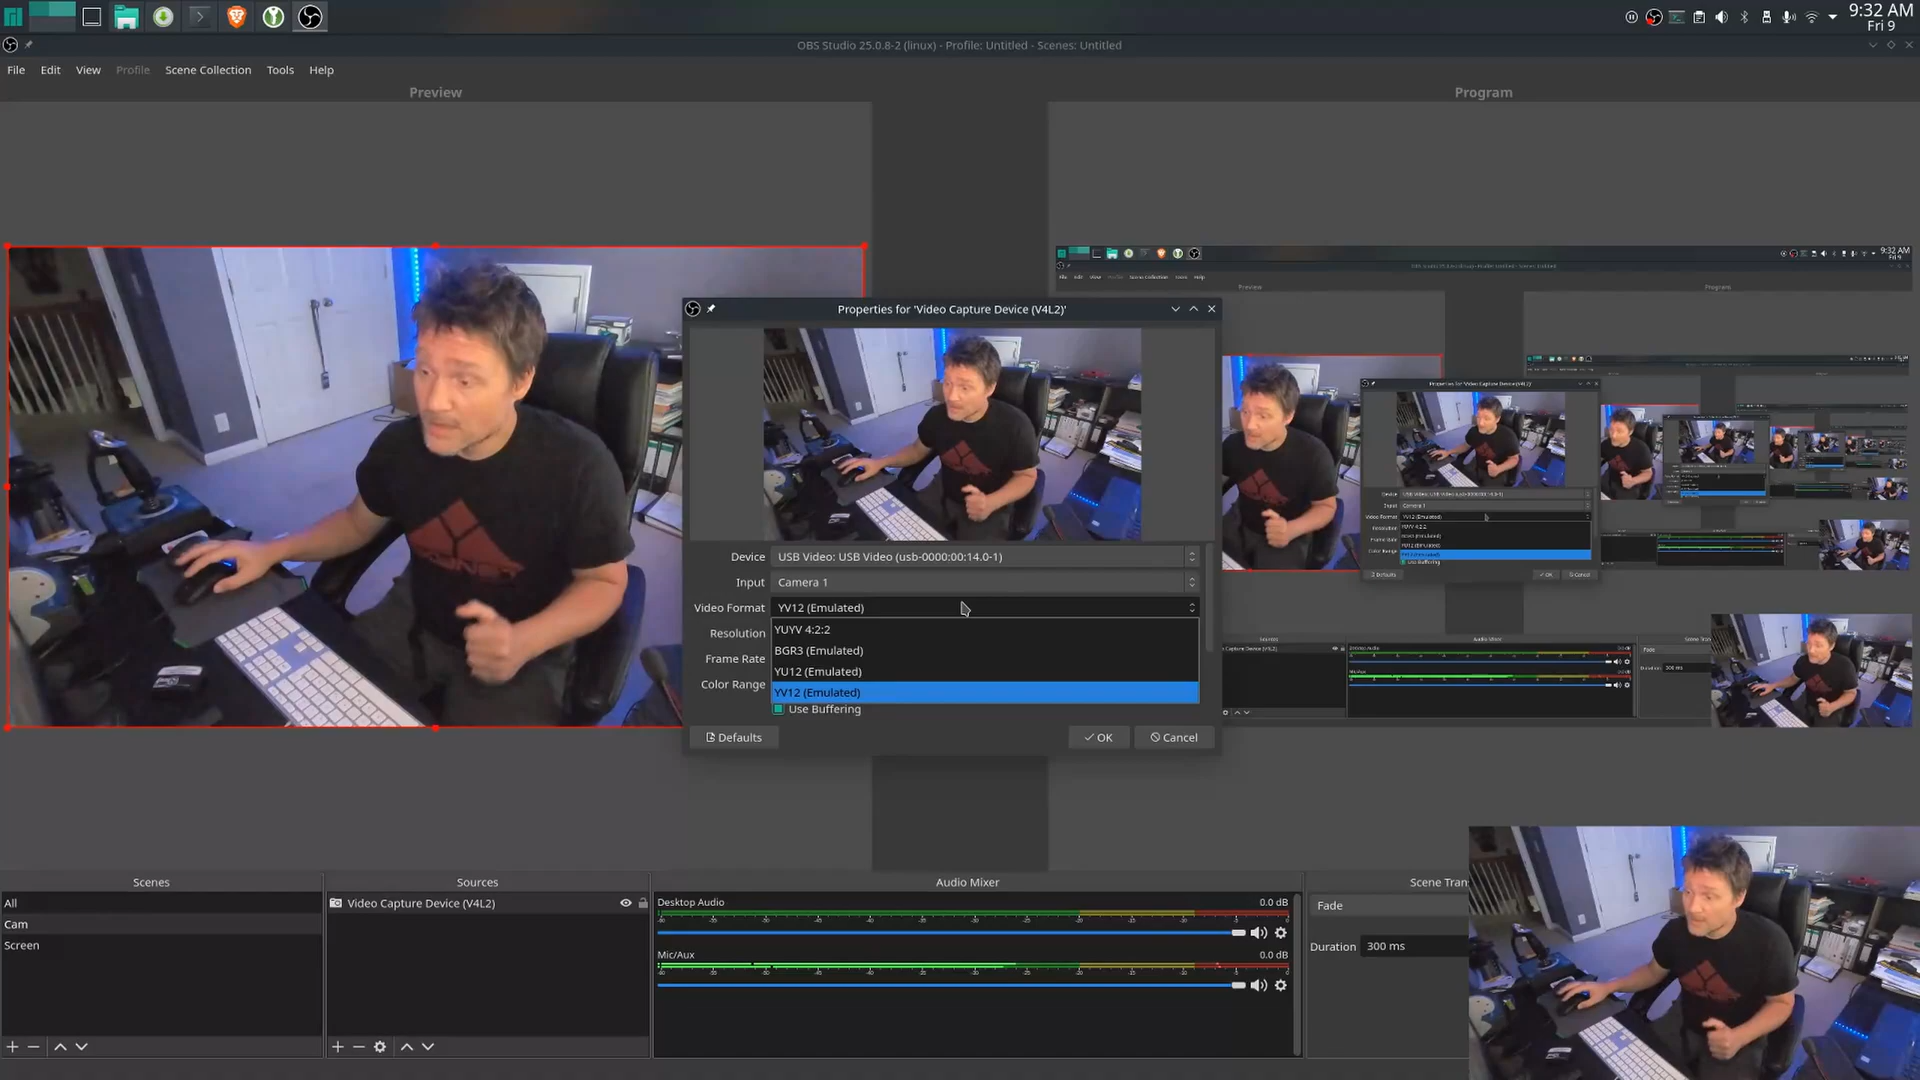 9:32 AM
Fri 9
OBS Studio 25.0.8-2 (linux) - Profile: Untitled - Scenes: Untitled
File Edit View Profile Scene Collection Tools Help
Preview
Program
Properties for 'Video Capture Device (V4L2)'
Device USB Video: USB Video (usb-0000:00:14.0-1)
Input Camera 1
Video Format YV12 (Emulated)
YUYV 4:2:2
Resolution
BGR3 (Emulated)
Frame Rate
YU12 (Emulated)
Color Range
YV12 (Emulated)
Use Buffering
Defaults OK Cancel
Scenes
All
Cam
Screen
Sources
Video Capture Device (V4L2)
Audio Mixer
Desktop Audio 0.0 dB
Mic/Aux 0.0 dB
Scene Tran
Fade
Duration 300 ms